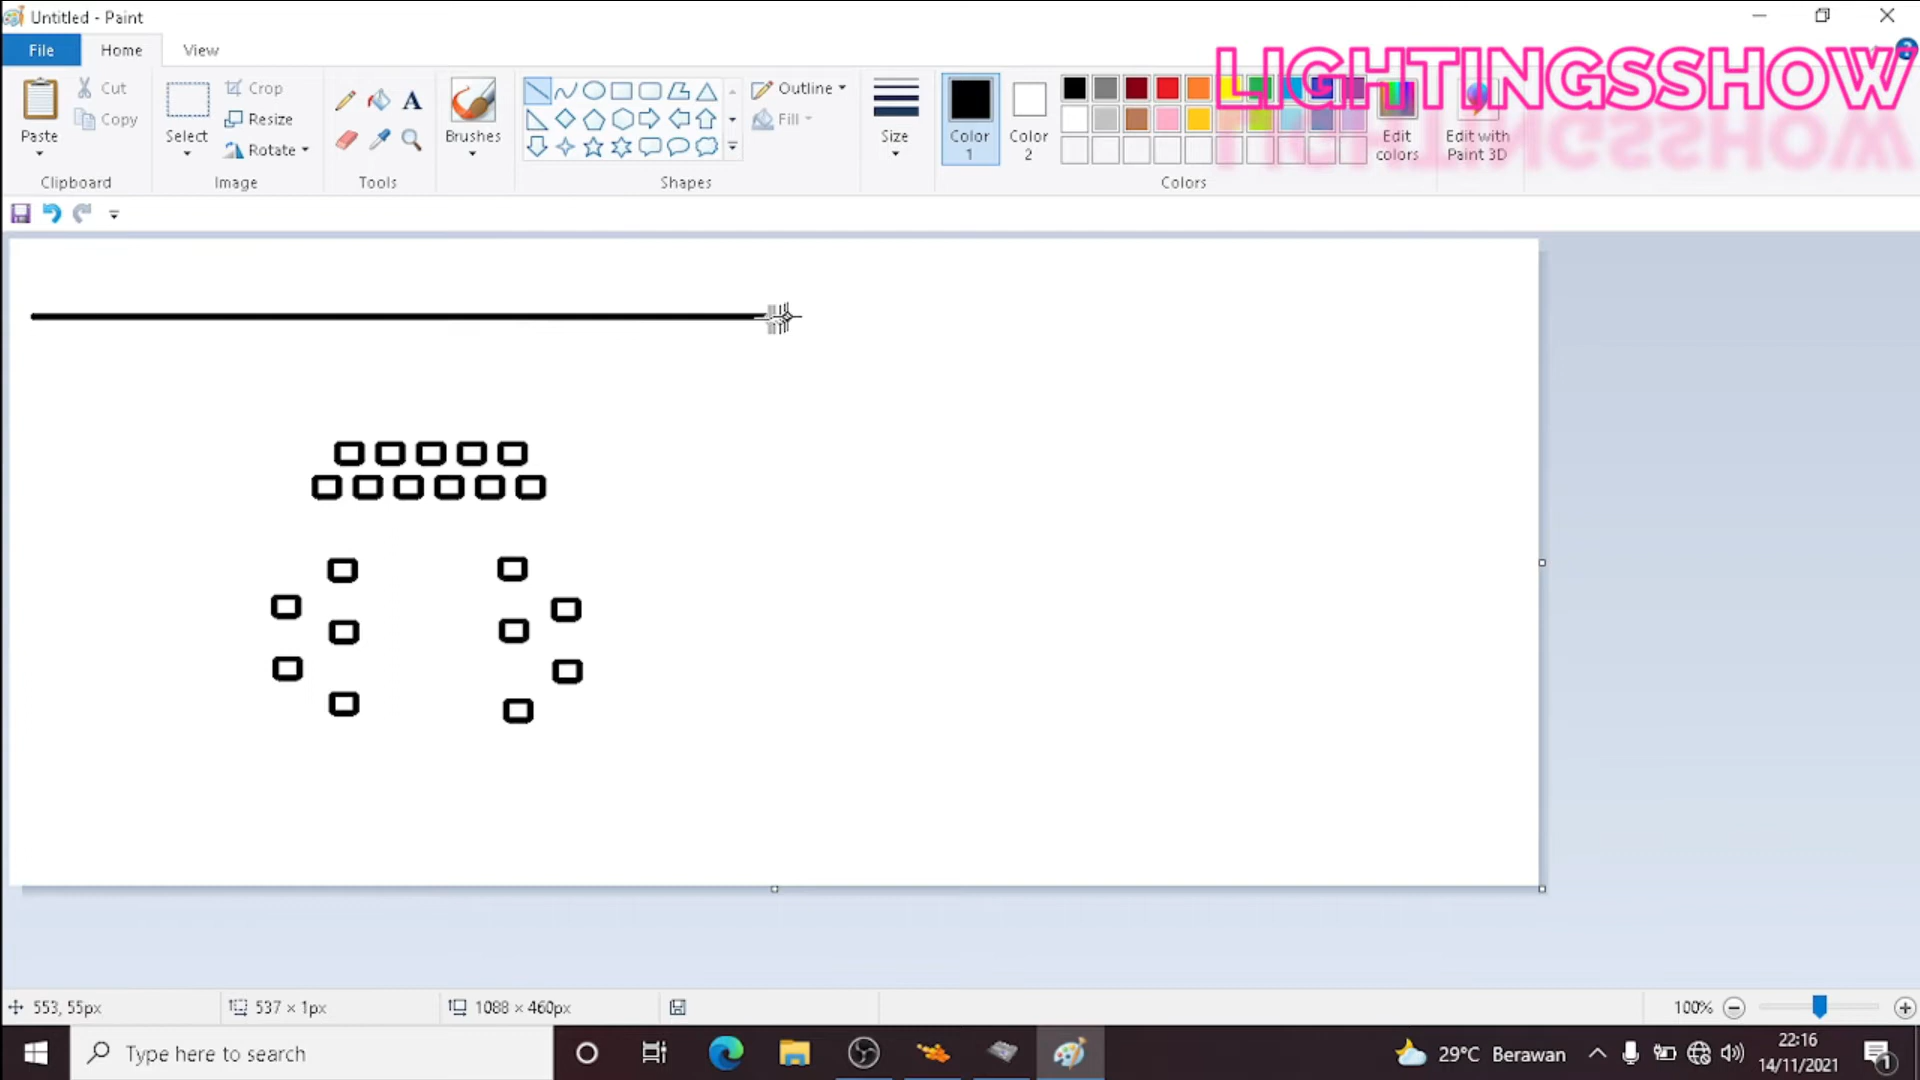 Untitled - Paint
LIGHTINGSSHOW
File Home View
Paste
Cut
Copy
Clipboard
Select
Crop
Resize
Rotate
Image
A
Tools
Brushes
Outline
Fill
Shapes
Size
Color 1
Color 2
Edit colors
Edit with Paint 3D
Colors
553, 55px 537 × 1px 1088 × 460px 100%
Type here to search
29°C Berawan
22:16
14/11/2021
1